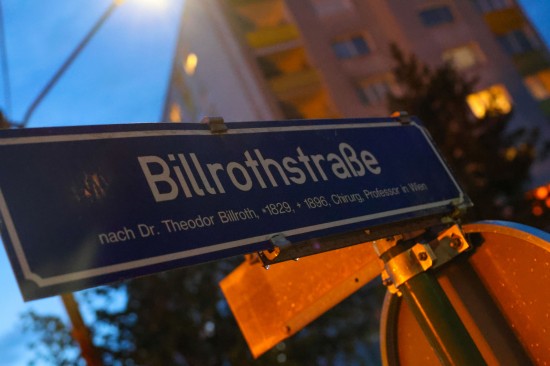 Billrothstraße
nach Dr. Theodor Billroth, *1829, * 1896, Chirurg, Professor in Wien